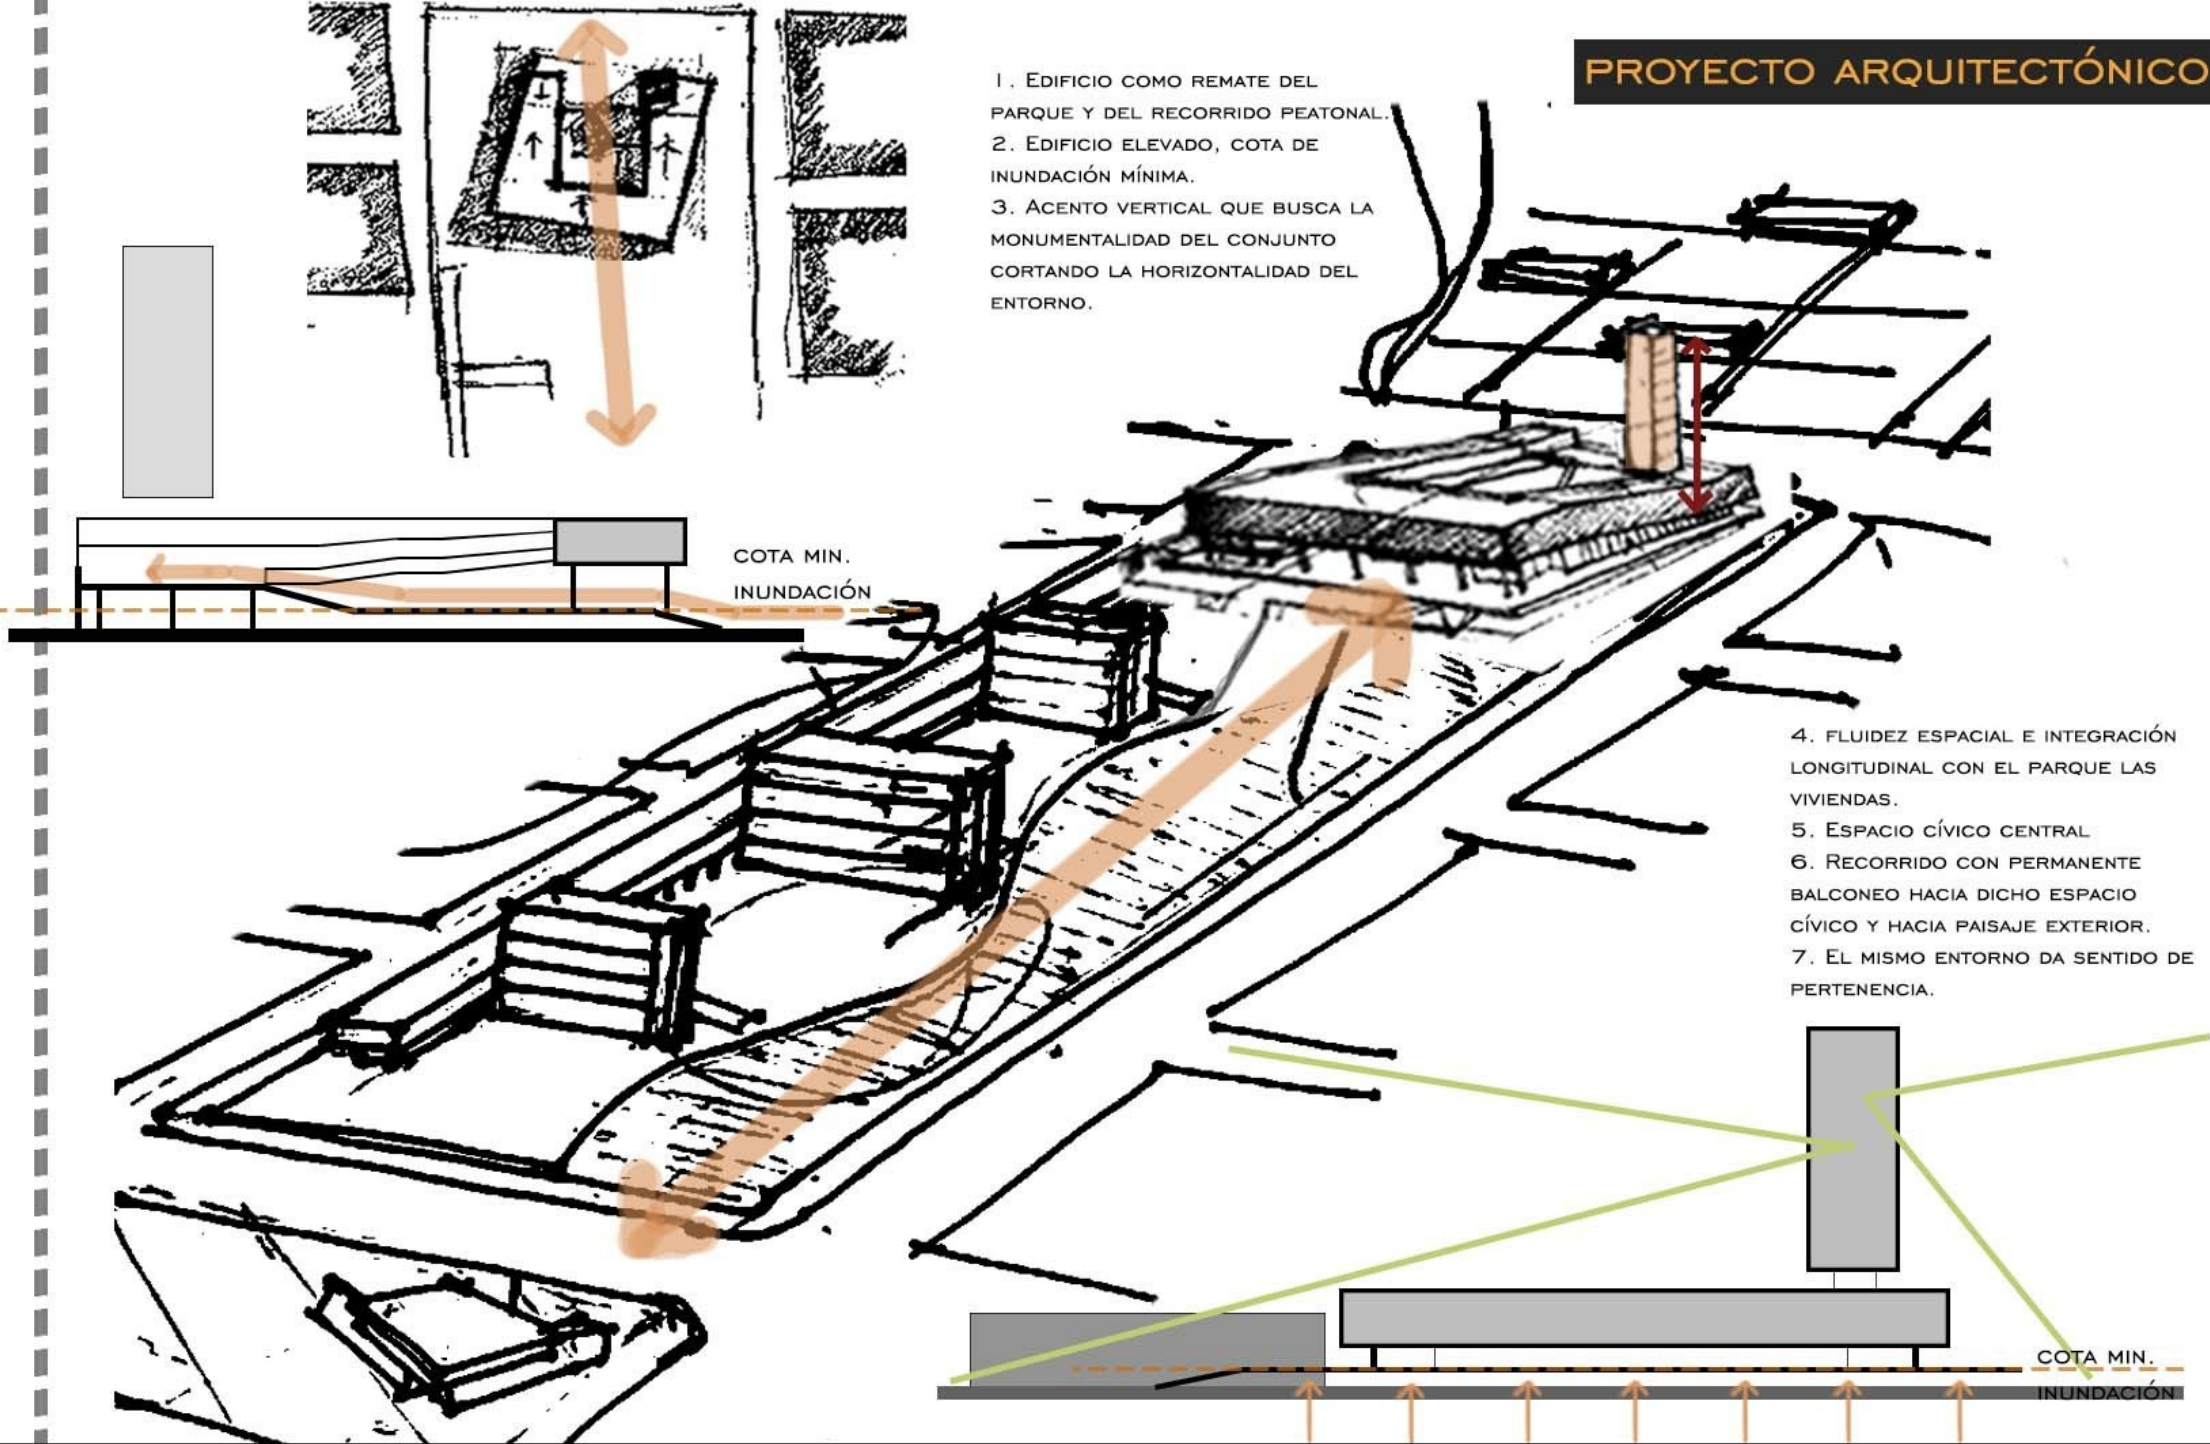 PROYECTO ARQUITECTÓNICO
1. EDIFICIO COMO REMATE DEL
PARQUE Y DEL RECORRIDO PEATONAL.
2. EDIFICIO ELEVADO, COTA DE
INUNDACIÓN MÍNIMA.
3. ACENTO VERTICAL QUE BUSCA LA
MONUMENTALIDAD DEL CONJUNTO
CORTANDO LA HORIZONTALIDAD DEL
ENTORNO.
COTA MIN.
INUNDACIÓN
4. FLUIDEZ ESPACIAL E INTEGRACIÓN
LONGITUDINAL CON EL PARQUE LAS
VIVIENDAS.
5. ESPACIO CÍVICO CENTRAL
6. RECORRIDO CON PERMANENTE
BALCONEO HACIA DICHO ESPACIO
CÍVICO Y HACIA PAISAJE EXTERIOR.
7. EL MISMO ENTORNO DA SENTIDO DE
PERTENENCIA.
COTA MIN.
INUNDACIÓN